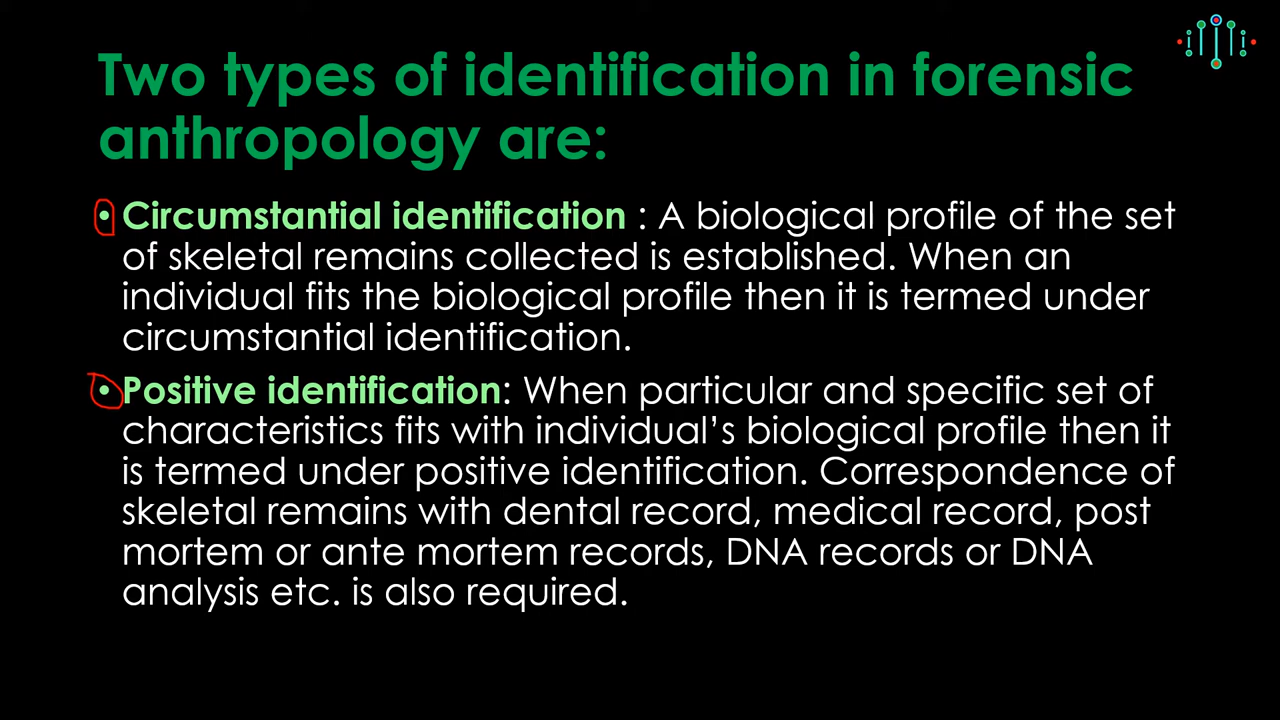 Two types of identification in forensic
anthropology are:
• Circumstantial identification : A biological profile of the set
of skeletal remains collected is established. When an
individual fits the biological profile then it is termed under
circumstantial identification.
• Positive identification: When particular and specific set of
characteristics fits with individual’s biological profile then it
is termed under positive identification. Correspondence of
skeletal remains with dental record, medical record, post
mortem or ante mortem records, DNA records or DNA
analysis etc. is also required.